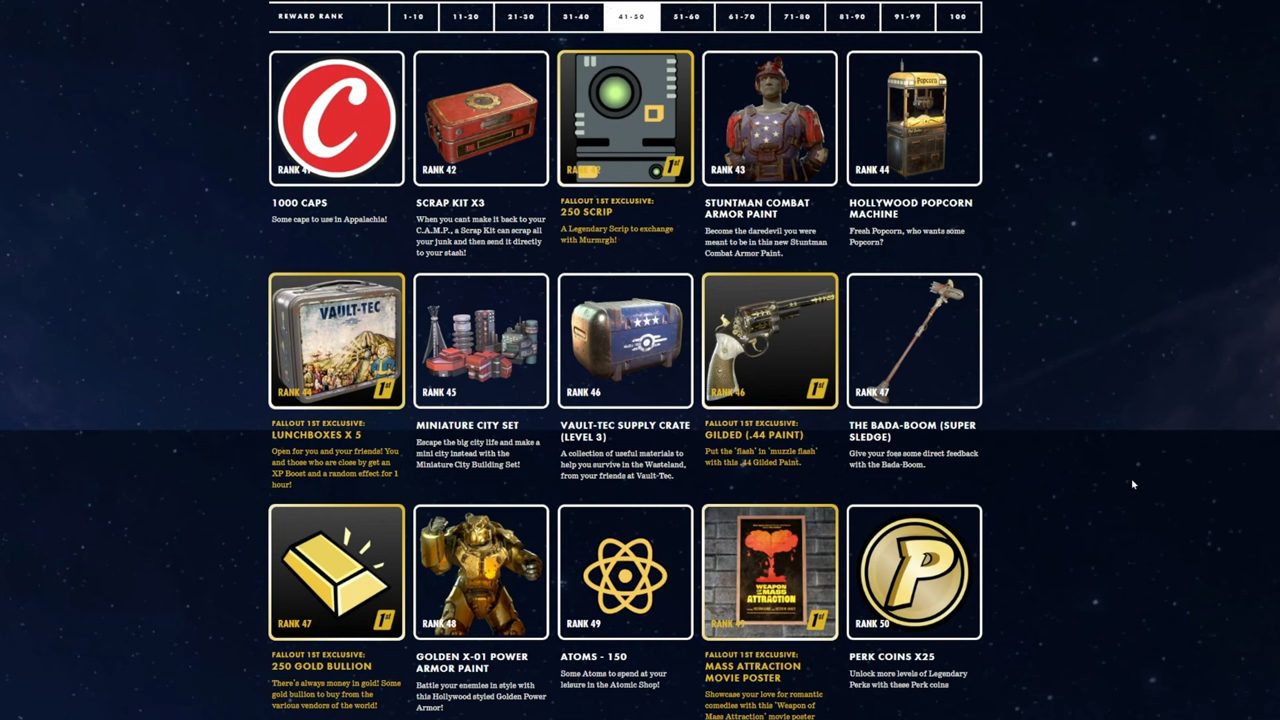 REWARD RANK 1-10 11-20 21-30 31-40 41-50 51-60 61-70 71-80 81-90 91-99 100
RANK 41
1000 CAPS
Some caps to use in Appalachia!
RANK 42
SCRAP KIT X3
When you cant make it back to your
C.A.M.P., a Scrap Kit can scrap all
your junk and then send it directly
to your stash!
RANK 42
1st
FALLOUT 1ST EXCLUSIVE:
250 SCRIP
A Legendary Scrip to exchange
with Murmrgh!
RANK 43
STUNTMAN COMBAT
ARMOR PAINT
Become the daredevil you were
meant to be in this new Stuntman
Combat Armor Paint.
Popcorn
RANK 44
HOLLYWOOD POPCORN
MACHINE
Fresh Popcorn, who wants some
Popcorn?
VAULT-TEC
RANK 44
1st
FALLOUT 1ST EXCLUSIVE:
LUNCHBOXES X 5
Open for you and your friends! You
and those who are close by get an
XP Boost and a random effect for 1
hour!
RANK 45
MINIATURE CITY SET
Escape the big city life and make a
mini city instead with the
Miniature City Building Set!
RANK 46
VAULT-TEC SUPPLY CRATE
(LEVEL 3)
A collection of useful materials to
help you survive in the Wasteland,
from your friends at Vault-Tec.
RANK 46
1st
FALLOUT 1ST EXCLUSIVE:
GILDED (.44 PAINT)
Put the 'flash' in 'muzzle flash'
with this .44 Gilded Paint.
RANK 47
THE BADA-BOOM (SUPER
SLEDGE)
Give your foes some direct feedback
with the Bada-Boom.
RANK 47
1st
FALLOUT 1ST EXCLUSIVE:
250 GOLD BULLION
There's always money in gold! Some
gold bullion to buy from the
various vendors of the world!
RANK 48
GOLDEN X-01 POWER
ARMOR PAINT
Battle your enemies in style with
this Hollywood styled Golden Power
Armor!
RANK 49
ATOMS - 150
Some Atoms to spend at your
leisure in the Atomic Shop!
WEAPON
OF MASS
ATTRACTION
RANK 49
1st
FALLOUT 1ST EXCLUSIVE:
MASS ATTRACTION
MOVIE POSTER
Showcase your love for romantic
comedies with this 'Weapon of
Mass Attraction' movie poster
P
RANK 50
PERK COINS X25
Unlock more levels of Legendary
Perks with these Perk coins